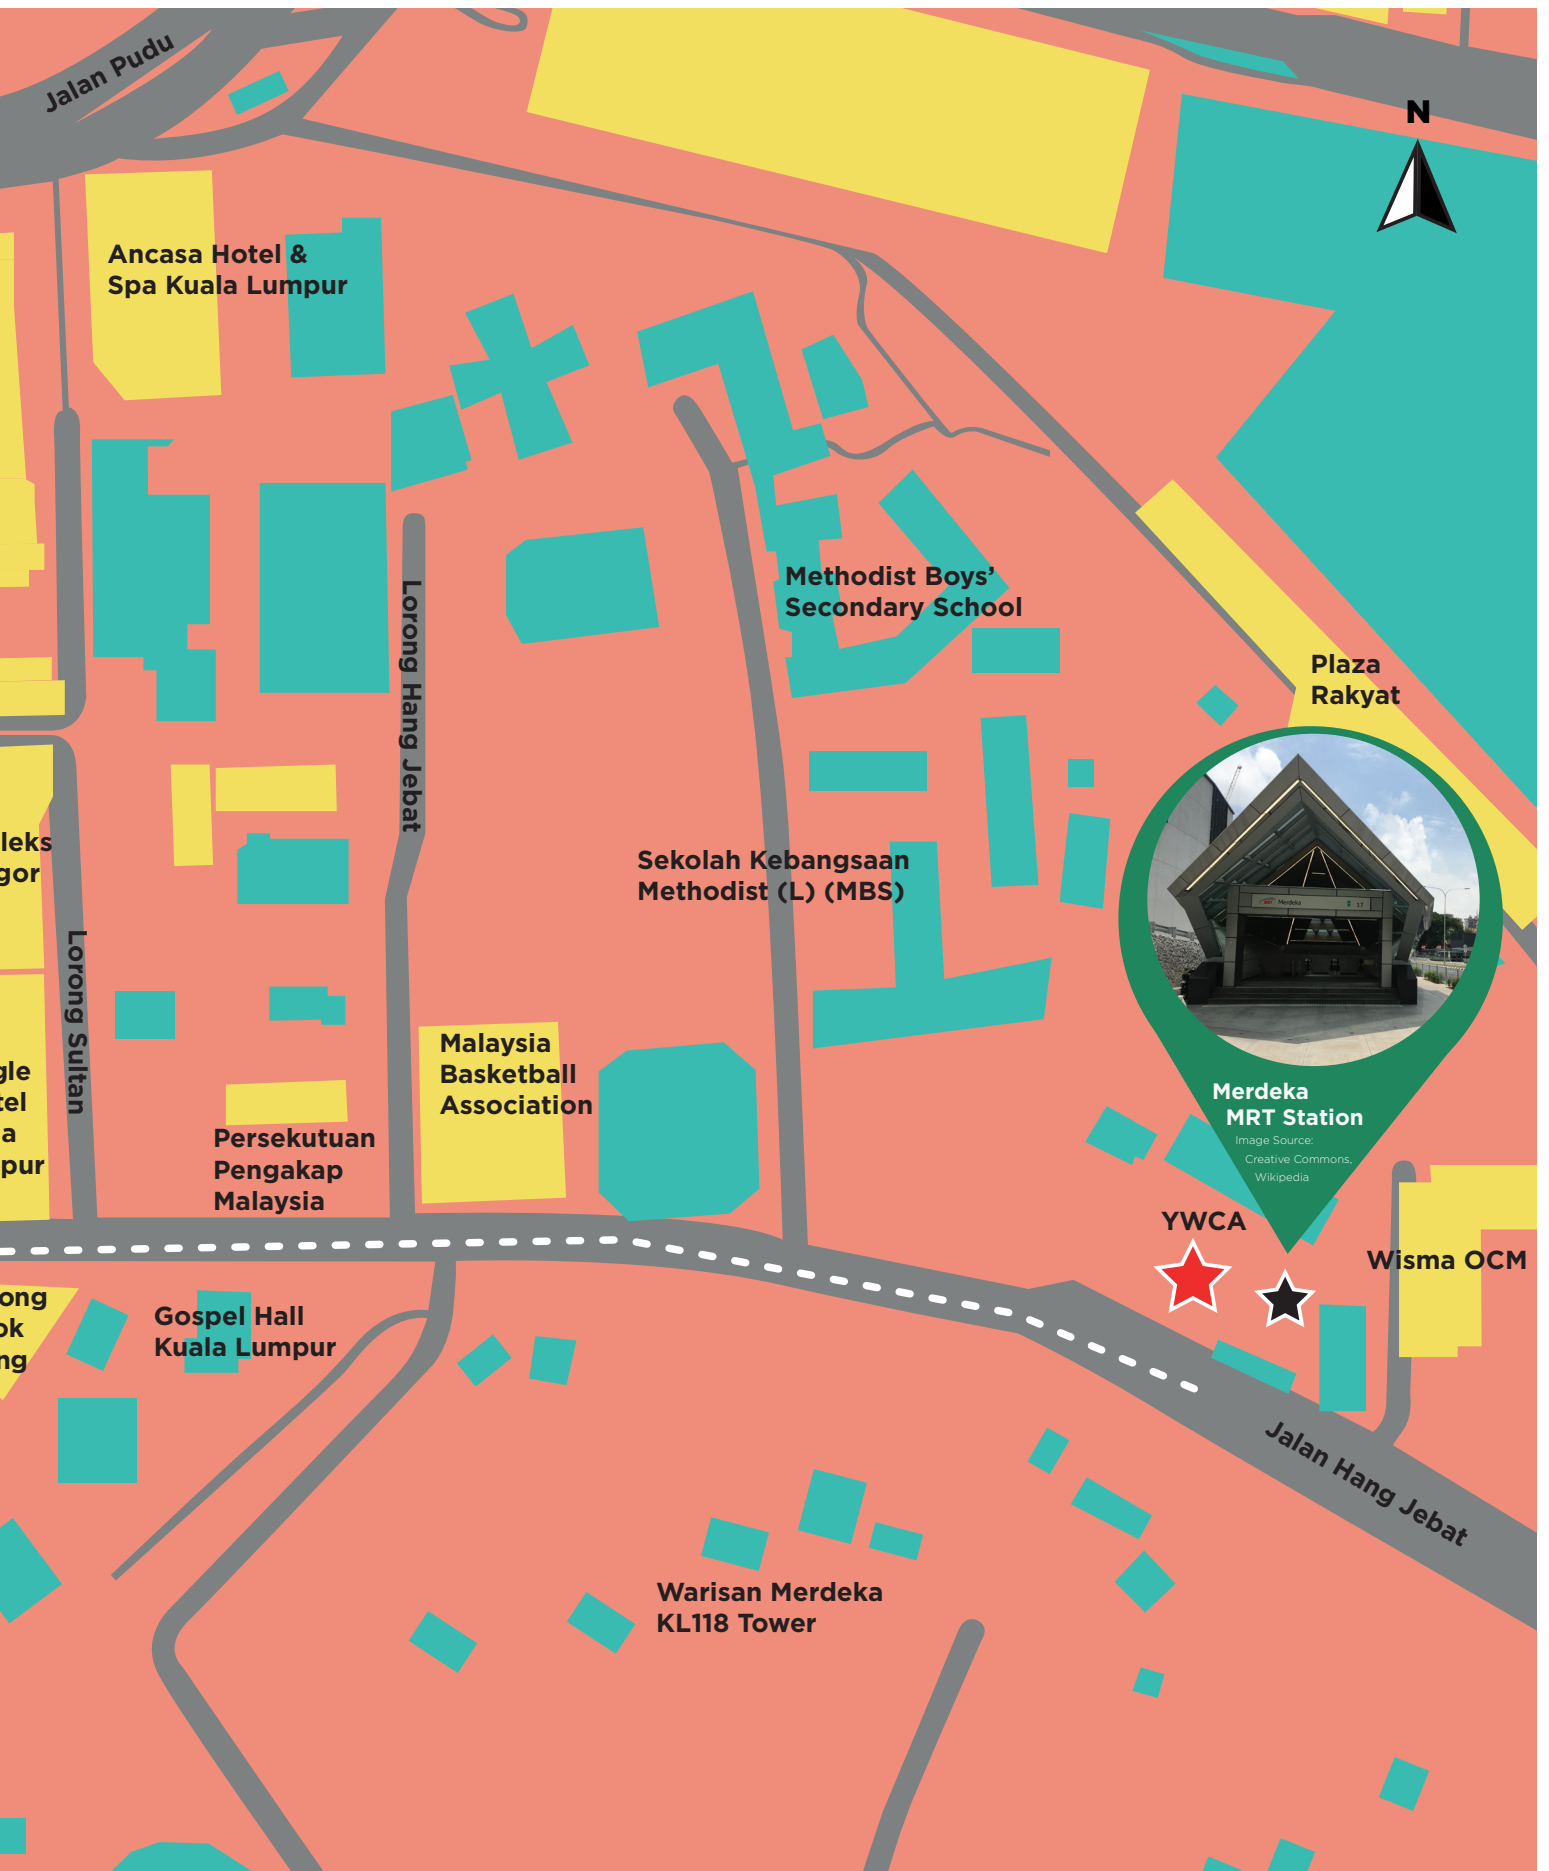 Jalan Pudu
N
Ancasa Hotel &
Spa Kuala Lumpur
Lorong Hang Jebat
Methodist Boys’
Secondary School
Plaza
Rakyat
leks
gor
Sekolah Kebangsaan
Methodist (L) (MBS)
Merdeka
17
Lorong Sultan
gle
tel
a
pur
Malaysia
Basketball
Association
Persekutuan
Pengakap
Malaysia
Merdeka
MRT Station
Image Source:
Creative Commons,
Wikipedia
YWCA
Wisma OCM
ong
ok
ng
Gospel Hall
Kuala Lumpur
Jalan Hang Jebat
Warisan Merdeka
KL118 Tower